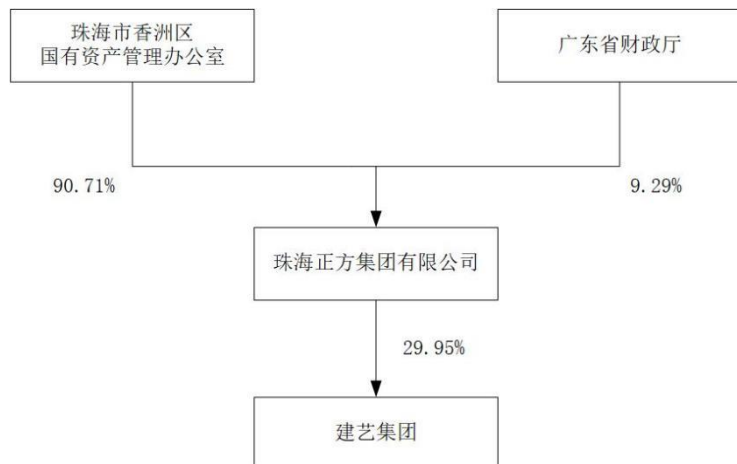 珠海市香洲区
国有资产管理办公室
广东省财政厅
90.71%
9.29%
珠海正方集团有限公司
29.95%
建艺集团